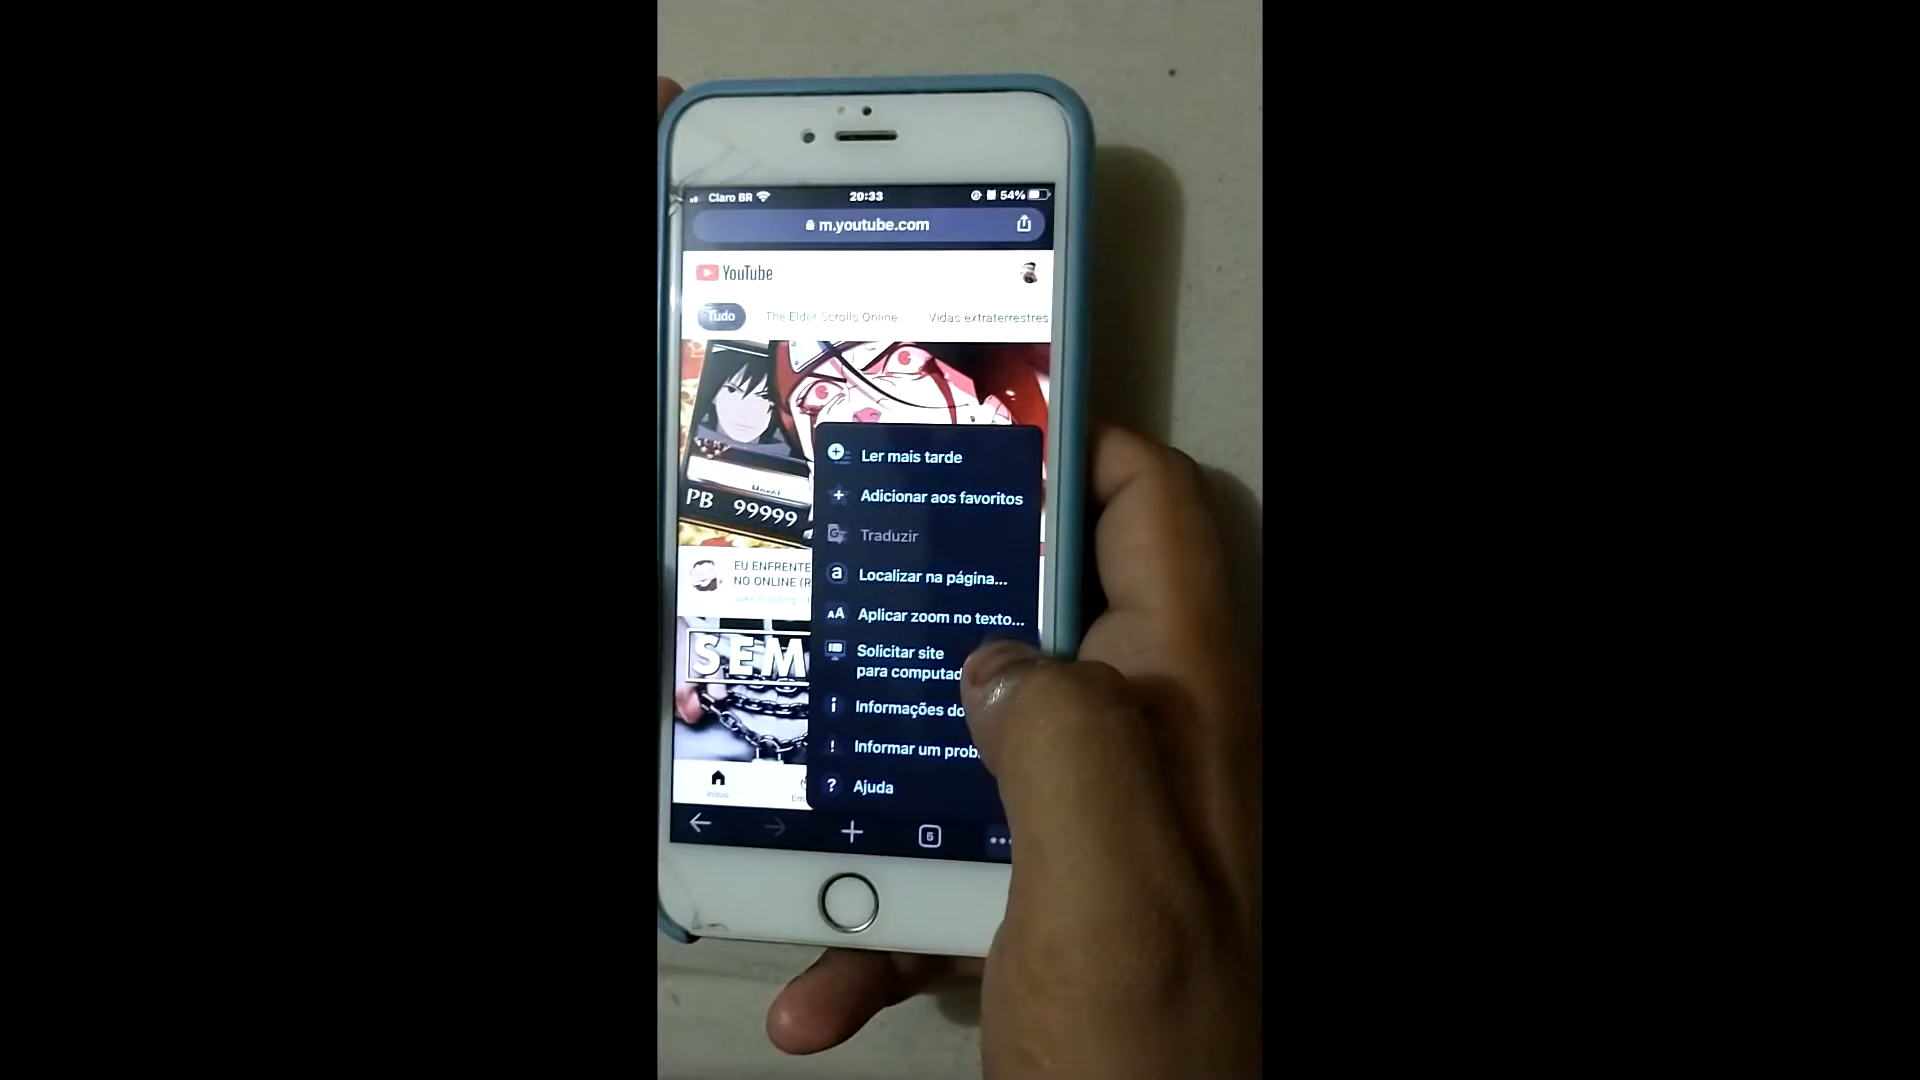 Claro BR 20:33 54%
m.youtube.com
YouTube
Tudo The Elder Scrolls Online Vidas extraterrestres
PB 99999
EU ENFRENTE
NO ONLINE (R
SEM
Início
Em
Ler mais tarde
Adicionar aos favoritos
Traduzir
Localizar na página...
Aplicar zoom no texto...
Solicitar site
para computad
Informações do
Informar um prob
Ajuda
5